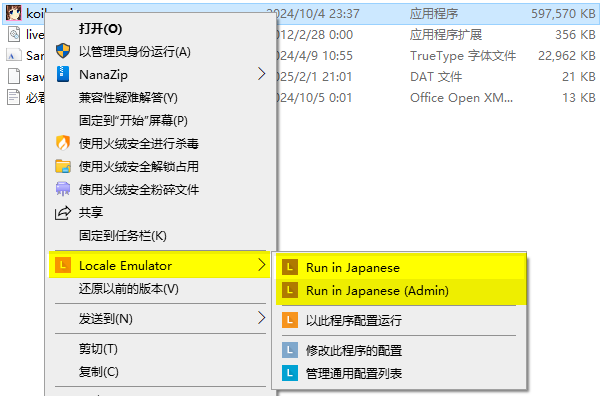 2024/10/4 23:37 应用程序 597,570 KB
live 2012/2/28 0:00 应用程序扩展 356 KB
San 2024/4/9 10:55 TrueType 字体文件 22,962 KB
sav 2025/2/1 21:01 DAT 文件 21 KB
必看 2024/10/5 0:01 Office Open XM... 13 KB
打开(O)
以管理员身份运行(A)
NanaZip
兼容性疑难解答(Y)
固定到"开始"屏幕(P)
使用火绒安全进行杀毒
使用火绒安全解锁占用
使用火绒安全粉碎文件
共享
固定到任务栏(K)
Locale Emulator
还原以前的版本(V)
发送到(N)
剪切(T)
复制(C)
Run in Japanese
Run in Japanese (Admin)
以此程序配置运行
修改此程序的配置
管理通用配置列表